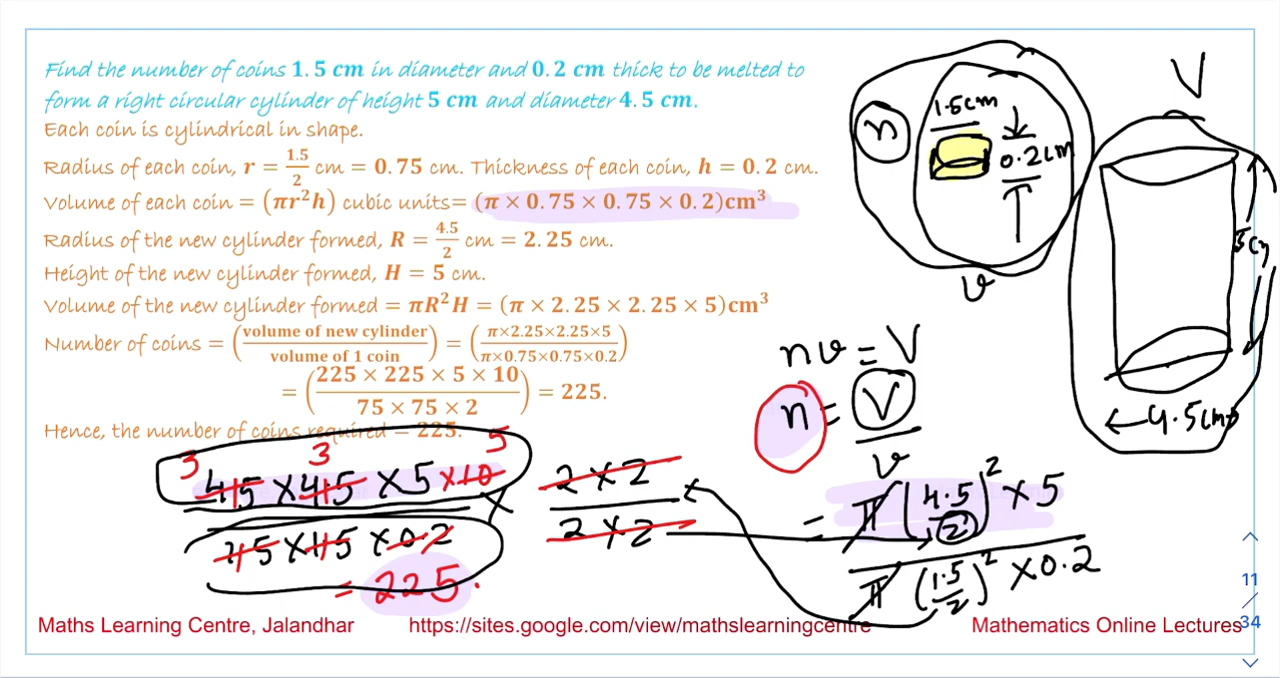 Find the number of coins 1.5 cm in diameter and 0.2 cm thick to be melted to
form a right circular cylinder of height 5 cm and diameter 4.5 cm.
Each coin is cylindrical in shape.
Radius of each coin, r = 1.5/2 cm = 0.75 cm. Thickness of each coin, h = 0.2 cm.
Volume of each coin = (πr²h) cubic units= (π × 0.75 × 0.75 × 0.2)cm³
Radius of the new cylinder formed, R = 4.5/2 cm = 2.25 cm.
Height of the new cylinder formed, H = 5 cm.
Volume of the new cylinder formed = πR²H = (π × 2.25 × 2.25 × 5)cm³
Number of coins = (volume of new cylinder/volume of 1 coin) = (π×2.25×2.25×5/π×0.75×0.75×0.2)
= (225 × 225 × 5 × 10/75 × 75 × 2) = 225.
Hence, the number of coins required = 225.
n
1.5cm
0.2cm
v
V
5cm
4.5cm
nv = V
n = V/v
= π(4.5/2)² × 5
π(1.5/2)² × 0.2
3 3 5
45 × 45 × 5 × 10
× 2 × 2
2 × 2
15 × 15 × 0.2
= 225.
Maths Learning Centre, Jalandhar https://sites.google.com/view/mathslearningcentre Mathematics Online Lectures
11
/
34